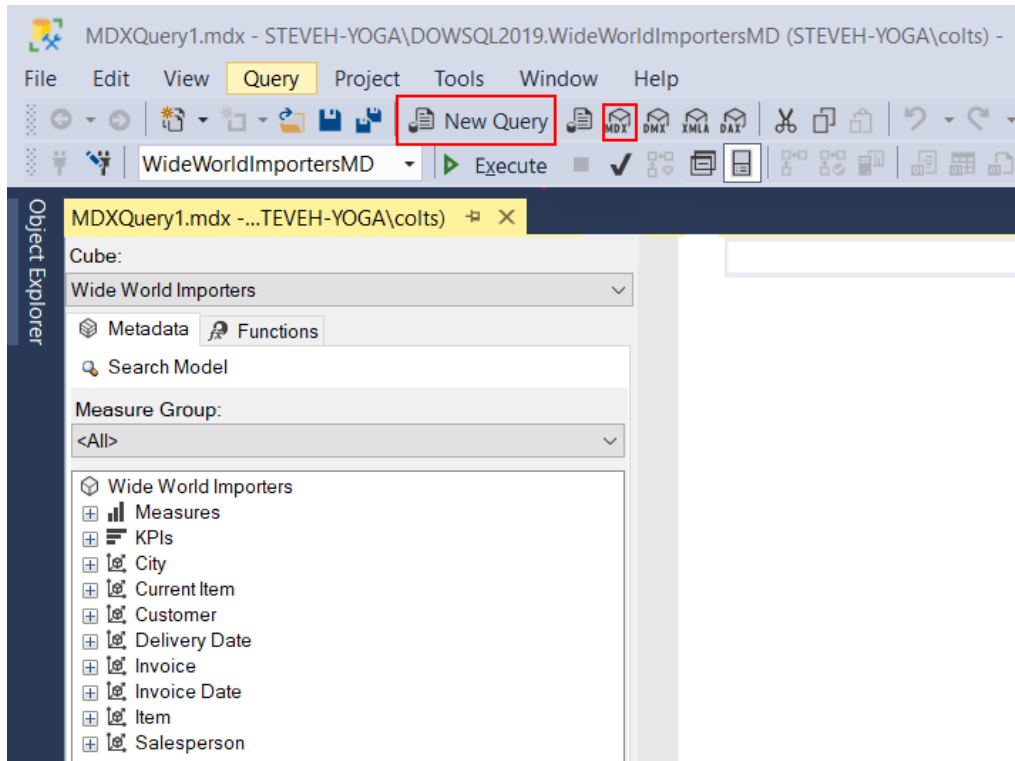 MDXQuery1.mdx - STEVEH-YOGA\DOWSQL2019.WideWorldImportersMD (STEVEH-YOGA\colts) -
File Edit View Query Project Tools Window Help
New Query MDX DMX XMLA DAX
WideWorldImportersMD Execute
Object Explorer
MDXQuery1.mdx -...TEVEH-YOGA\colts)
Cube:
Wide World Importers
Metadata Functions
Search Model
Measure Group:
<All>
Wide World Importers
Measures
KPIs
City
Current Item
Customer
Delivery Date
Invoice
Invoice Date
Item
Salesperson